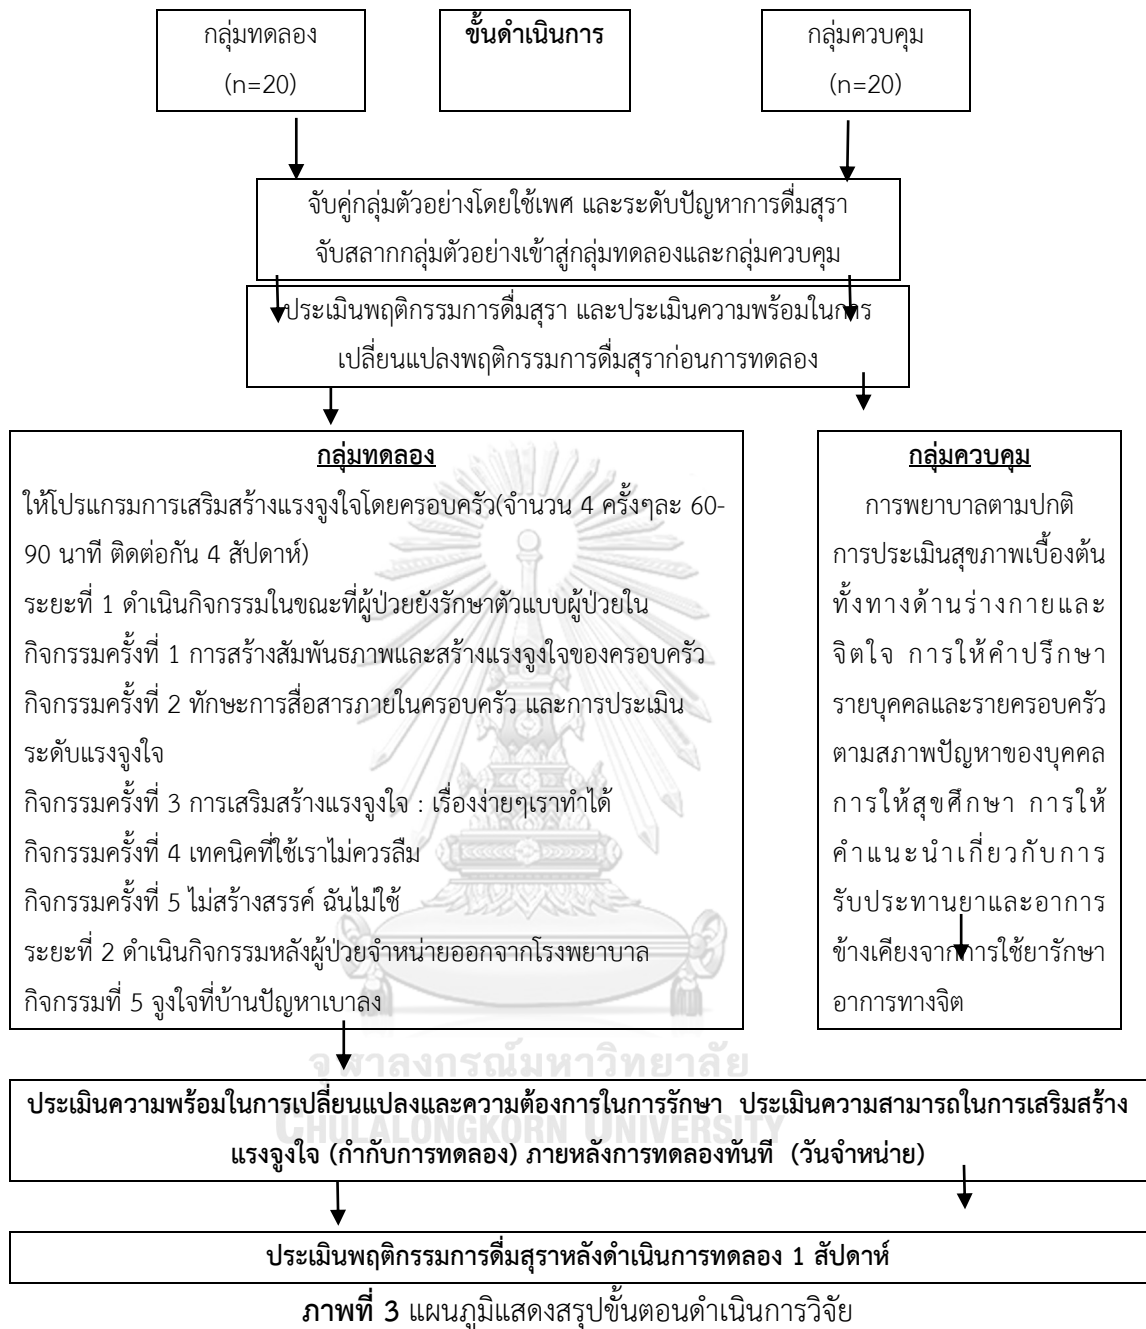 กลุ่มทดลอง
(n=20)
ขั้นดำเนินการ
กลุ่มควบคุม
(n=20)
จับคู่กลุ่มตัวอย่างโดยใช้เพศ และระดับปัญหาการดื่มสุรา
จับสลากกลุ่มตัวอย่างเข้าสู่กลุ่มทดลองและกลุ่มควบคุม
ประเมินพฤติกรรมการดื่มสุรา และประเมินความพร้อมในการ
เปลี่ยนแปลงพฤติกรรมการดื่มสุราก่อนการทดลอง
กลุ่มทดลอง
ให้โปรแกรมการเสริมสร้างแรงจูงใจโดยครอบครัว(จำนวน 4 ครั้งๆละ 60-
90 นาที ติดต่อกัน 4 สัปดาห์)
ระยะที่ 1 ดำเนินกิจกรรมในขณะที่ผู้ป่วยยังรักษาตัวแบบผู้ป่วยใน
กิจกรรมครั้งที่ 1 การสร้างสัมพันธภาพและสร้างแรงจูงใจของครอบครัว
กิจกรรมครั้งที่ 2 ทักษะการสื่อสารภายในครอบครัว และการประเมิน
ระดับแรงจูงใจ
กิจกรรมครั้งที่ 3 การเสริมสร้างแรงจูงใจ : เรื่องง่ายๆเราทำได้
กิจกรรมครั้งที่ 4 เทคนิคที่ใช้เราไม่ควรลืม
กิจกรรมครั้งที่ 5 ไม่สร้างสรรค์ ฉันไม่ใช้
ระยะที่ 2 ดำเนินกิจกรรมหลังผู้ป่วยจำหน่ายออกจากโรงพยาบาล
กิจกรรมที่ 5 จูงใจที่บ้านปัญหาเบาลง
กลุ่มควบคุม
การพยาบาลตามปกติ
การประเมินสุขภาพเบื้องต้น
ทั้งทางด้านร่างกายและ
จิตใจ การให้คำปรึกษา
รายบุคคลและรายครอบครัว
ตามสภาพปัญหาของบุคคล
การให้สุขศึกษา การให้
คำแนะนำเกี่ยวกับการ
รับประทานยาและอาการ
ข้างเคียงจากการใช้ยารักษา
อาการทางจิต
จุฬาลงกรณ์มหาวิทยาลัย
CHULALONGKORN UNIVERSITY
ประเมินความพร้อมในการเปลี่ยนแปลงและความต้องการในการรักษา ประเมินความสามารถในการเสริมสร้าง
แรงจูงใจ (กำกับการทดลอง) ภายหลังการทดลองทันที (วันจำหน่าย)
ประเมินพฤติกรรมการดื่มสุราหลังดำเนินการทดลอง 1 สัปดาห์
ภาพที่ 3 แผนภูมิแสดงสรุปขั้นตอนดำเนินการวิจัย